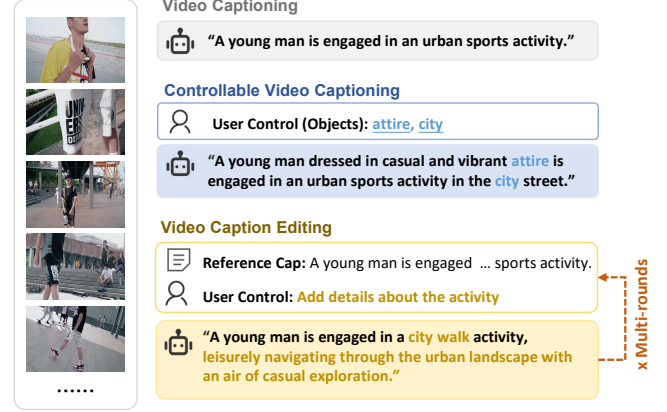 Video Captioning
“A young man is engaged in an urban sports activity.”
Controllable Video Captioning
User Control (Objects): attire, city
“A young man dressed in casual and vibrant attire is
engaged in an urban sports activity in the city street.”
Video Caption Editing
Reference Cap: A young man is engaged ... sports activity.
User Control: Add details about the activity
“A young man is engaged in a city walk activity,
leisurely navigating through the urban landscape with
an air of casual exploration.”
x Multi-rounds
......